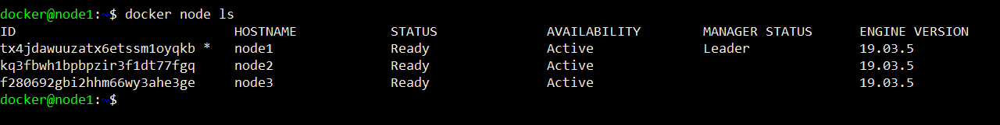 docker@node1:~$ docker node ls
ID HOSTNAME STATUS AVAILABILITY MANAGER STATUS ENGINE VERSION
tx4jdawuuzatx6etssm1oyqkb * node1 Ready Active Leader 19.03.5
kq3fbwh1bpbpzir3f1dt77fgq node2 Ready Active 19.03.5
f280692gbi2hhm66wy3ahe3ge node3 Ready Active 19.03.5
docker@node1:~$